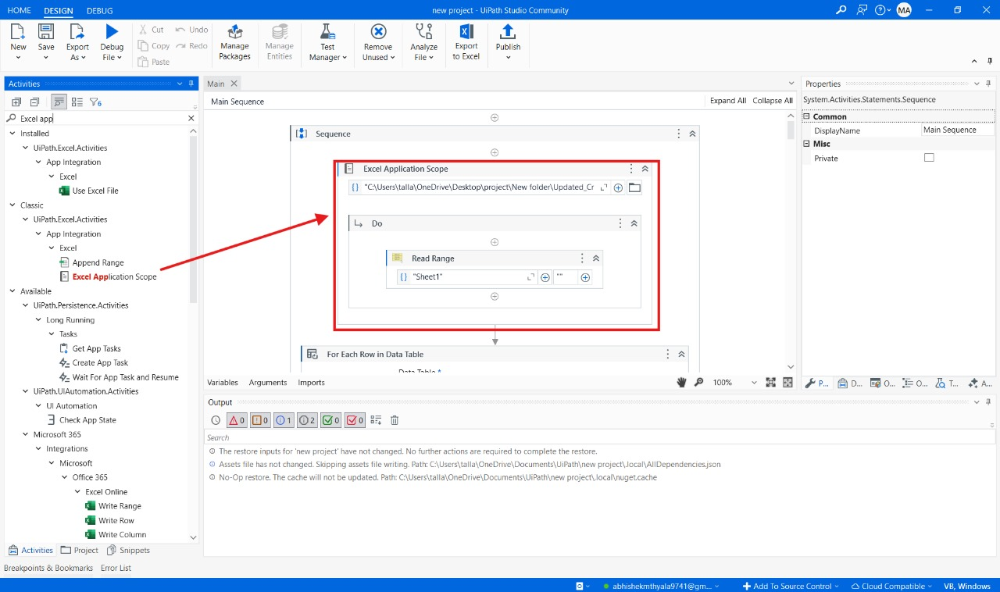 HOME DESIGN DEBUG
new project - UiPath Studio Community
MA
New
Save
Export As
Debug File
Cut
Copy
Paste
Undo
Redo
Manage Packages
Manage Entities
Test Manager
Remove Unused
Analyze File
Export to Excel
Publish
Activities
6
Excel app
Installed
UiPath.Excel.Activities
App Integration
Excel
Use Excel File
Classic
UiPath.Excel.Activities
App Integration
Excel
Append Range
Excel Application Scope
Available
UiPath.Persistence.Activities
Long Running
Tasks
Get App Tasks
Create App Task
Wait For App Task and Resume
UiPath.UIAutomation.Activities
UI Automation
Check App State
Microsoft 365
Integrations
Microsoft
Office 365
Excel Online
Write Range
Write Row
Write Column
Activities Project Snippets
Breakpoints & Bookmarks Error List
Main
Main Sequence
Expand All Collapse All
Sequence
Excel Application Scope
"C:\Users\talla\OneDrive\Desktop\project\New folder\Updated_Cr
Do
Read Range
"Sheet1" ""
For Each Row in Data Table
Data Table *
Variables Arguments Imports
100%
Properties
System.Activities.Statements.Sequence
Common
DisplayName Main Sequence
Misc
Private
P... D... O... O... T... A...
Output
0 0 1 2 0 0
Search
The restore inputs for 'new project' have not changed. No further actions are required to complete the restore.
Assets file has not changed. Skipping assets file writing. Path: C:\Users\talla\OneDrive\Documents\UiPath\new project\.local\AllDependencies.json
No-Op restore. The cache will not be updated. Path: C:\Users\talla\OneDrive\Documents\UiPath\new project\.local\nuget.cache
abhishekmthyala9741@gm... Add To Source Control Cloud Compatible VB, Windows